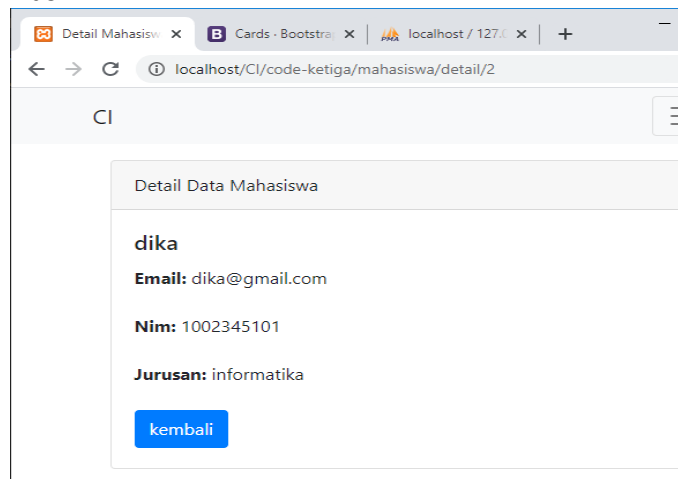 Detail Mahasisw
Cards · Bootstra
localhost / 127.0
localhost/CI/code-ketiga/mahasiswa/detail/2
CI
Detail Data Mahasiswa
dika
Email: dika@gmail.com
Nim: 1002345101
Jurusan: informatika
kembali